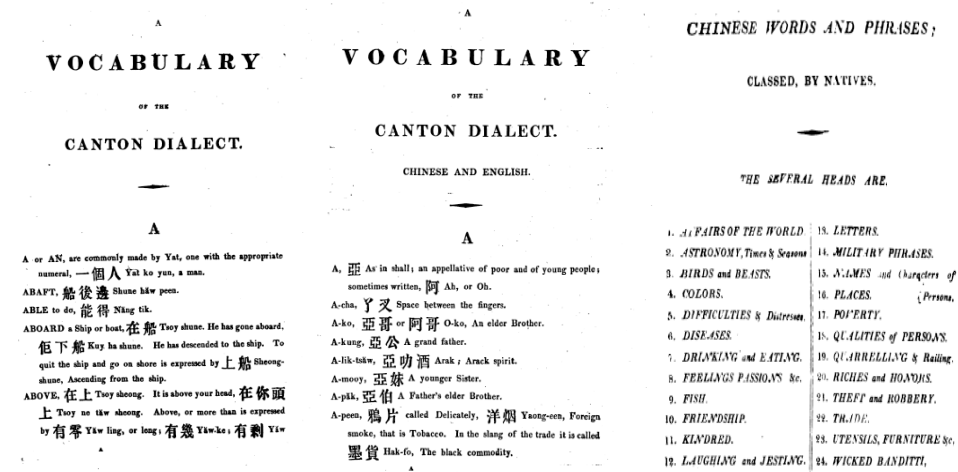 A
VOCABULARY
OF THE
CANTON DIALECT.
A
A or AN, are commonly made by Yat, one with the appropriate
numeral, 一個人 Yat ko yun, a man.
ABAFT, 船後邊 Shune hăw peen.
ABLE to do, 能得 Năng tik.
ABOARD a Ship or boat, 在船 Tsoy shune. He has gone aboard,
佢下船 Kuy ha shune. He has descended to the ship. To
quit the ship and go on shore is expressed by 上船 Sheong-
shune, Ascending from the ship.
ABOVE, 在上 Tsoy sheong. It is above your head, 在你頭
上 Tsoy ne tăw sheong. Above, or more than is expressed
by 有零 Yăw ling, or long; 有幾 Yăw-ke; 有剩 Yăw
A
A
VOCABULARY
OF THE
CANTON DIALECT.
CHINESE AND ENGLISH.
A
A, 亞 As in shall; an appellative of poor and of young people;
sometimes written, 阿 Ah, or Oh.
A-cha, 丫叉 Space between the fingers.
A-ko, 亞哥 or 阿哥 O-ko, An elder Brother.
A-kung, 亞公 A grand father.
A-lik-tsăw, 亞叻酒 Arak; Arack spirit.
A-mooy, 亞妹 A younger Sister.
A-păk, 亞伯 A Father's elder Brother.
A-peen, 鴉片 called Delicately, 洋烟 Yaong-een, Foreign
smoke, that is Tobacco. In the slang of the trade it is called
墨貨 Hak-fo, The black commodity.
A
CHINESE WORDS AND PHRASES;
CLASSED, BY NATIVES.
THE SEVERAL HEADS ARE.
1. AFFAIRS OF THE WORLD
2. ASTRONOMY, Times & Seasons
3. BIRDS and BEASTS.
4. COLORS.
5. DIFFICULTIES & Distresses.
6. DISEASES.
7. DRINKING and EATING.
8. FEELINGS PASSIONS &c.
9. FISH.
10. FRIENDSHIP.
11. KINDRED.
12. LAUGHING and JESTING.
13. LETTERS.
14. MILITARY PHRASES.
15. NAMES and Characters of
16. PLACES. {Persons.
17. POVERTY.
18. QUALITIES of PERSONS.
19. QUARRELLING & Railing.
20. RICHES and HONORS.
21. THEFT and ROBBERY.
22. TRADE.
23. UTENSILS, FURNITURE &c.
24. WICKED BANDITTI,